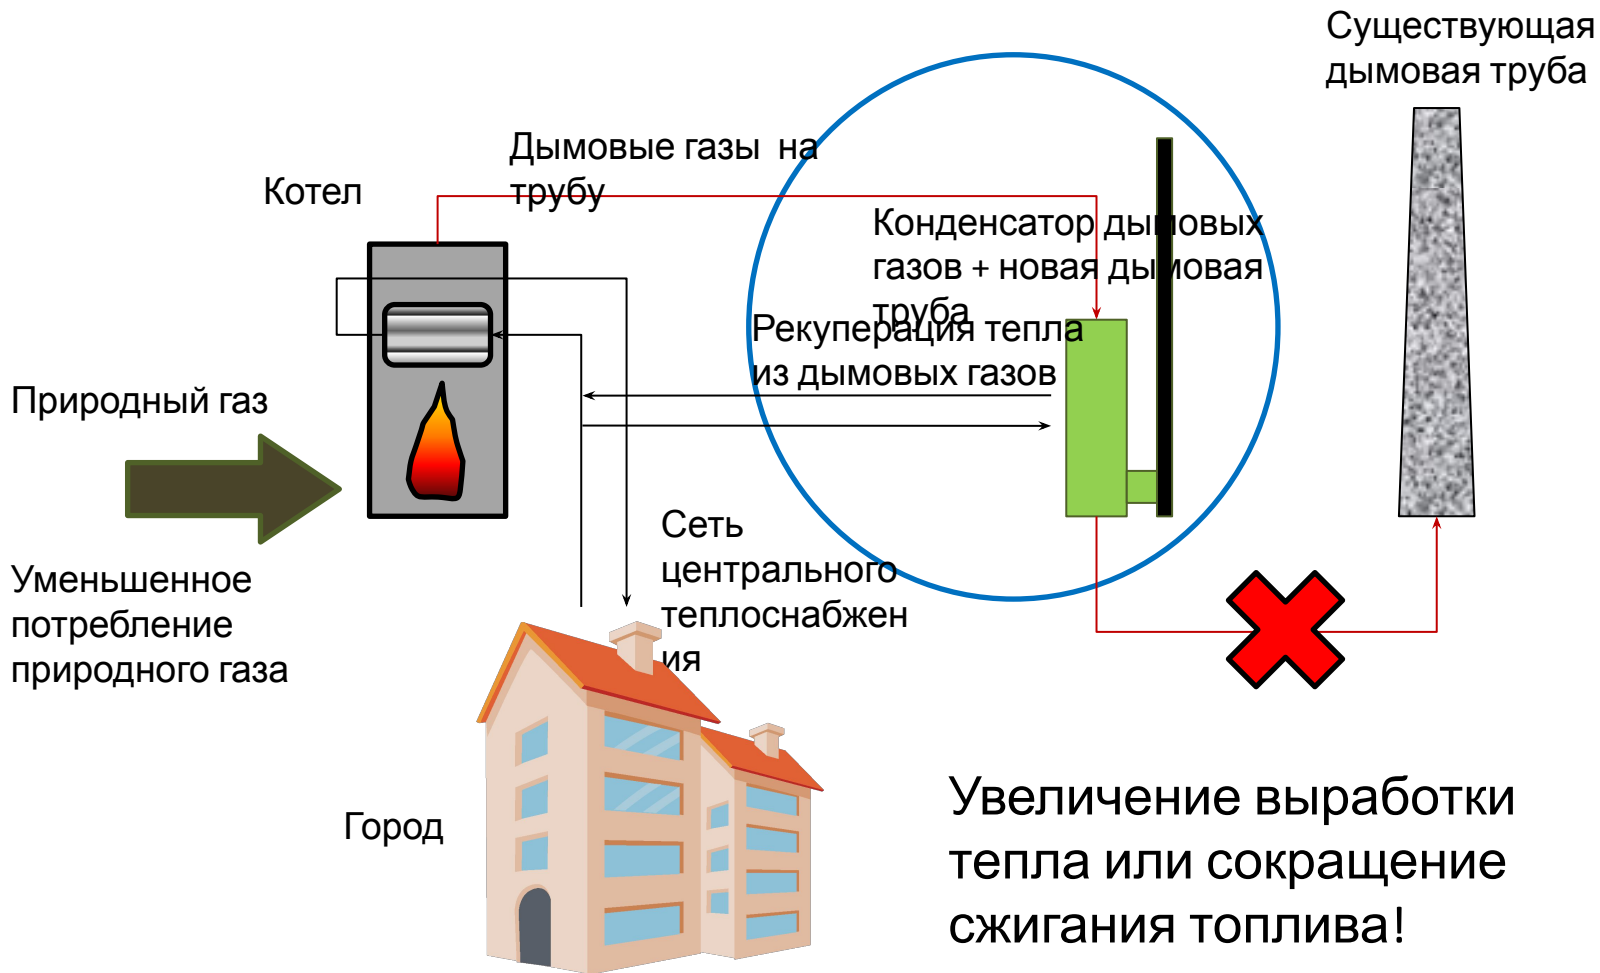 Существующая
дымовая труба
Дымовые газы  на
трубу
Котел
Конденсатор дымовых
газов + новая дымовая
труба
Рекуперация тепла
из дымовых газов
Природный газ
Уменьшенное
потребление
природного газа
Сеть
центрального
теплоснабжен
ия
Город
Увеличение выработки
тепла или сокращение
сжигания топлива!